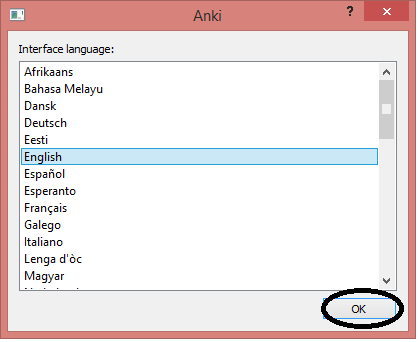 Anki
?
Interface language:
Afrikaans
Bahasa Melayu
Dansk
Deutsch
Eesti
English
Español
Esperanto
Français
Galego
Italiano
Lenga d'òc
Magyar
OK